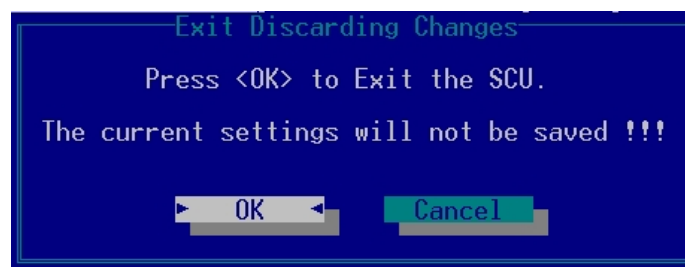 Exit Discarding Changes
Press <OK> to Exit the SCU.
The current settings will not be saved !!!
OK Cancel